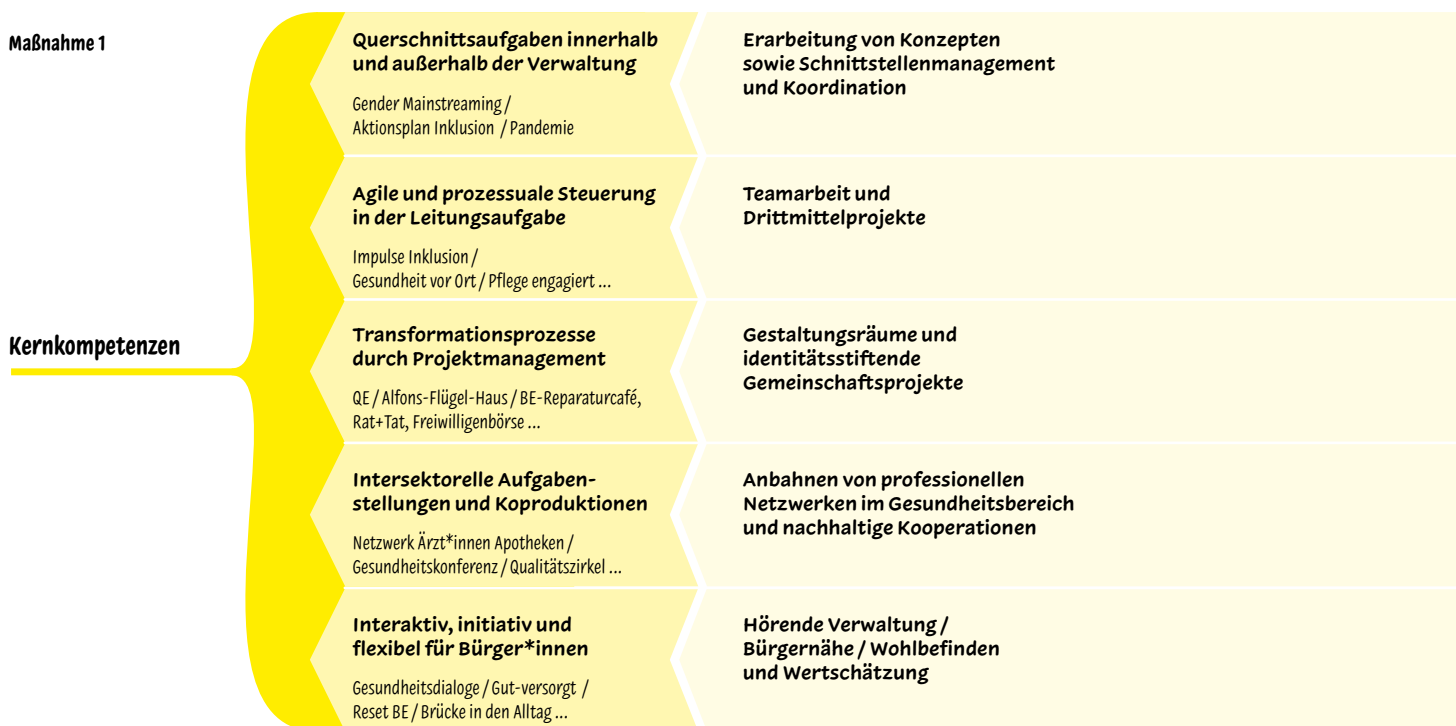 Maßnahme 1
Querschnittsaufgaben innerhalb
und außerhalb der Verwaltung
Gender Mainstreaming /
Aktionsplan Inklusion / Pandemie
Erarbeitung von Konzepten
sowie Schnittstellenmanagement
und Koordination
Agile und prozessuale Steuerung
in der Leitungsaufgabe
Impulse Inklusion /
Gesundheit vor Ort / Pflege engagiert ...
Teamarbeit und
Drittmittelprojekte
Kernkompetenzen
Transformationsprozesse
durch Projektmanagement
QE / Alfons-Flügel-Haus / BE-Reparaturcafé,
Rat+Tat, Freiwilligenbörse ...
Gestaltungsräume und
identitätsstiftende
Gemeinschaftsprojekte
Intersektorelle Aufgaben-
stellungen und Koproduktionen
Netzwerk Ärzt*innen Apotheken /
Gesundheitskonferenz / Qualitätszirkel ...
Anbahnen von professionellen
Netzwerken im Gesundheitsbereich
und nachhaltige Kooperationen
Interaktiv, initiativ und
flexibel für Bürger*innen
Gesundheitsdialoge / Gut-versorgt /
Reset BE / Brücke in den Alltag ...
Hörende Verwaltung /
Bürgernähe / Wohlbefinden
und Wertschätzung